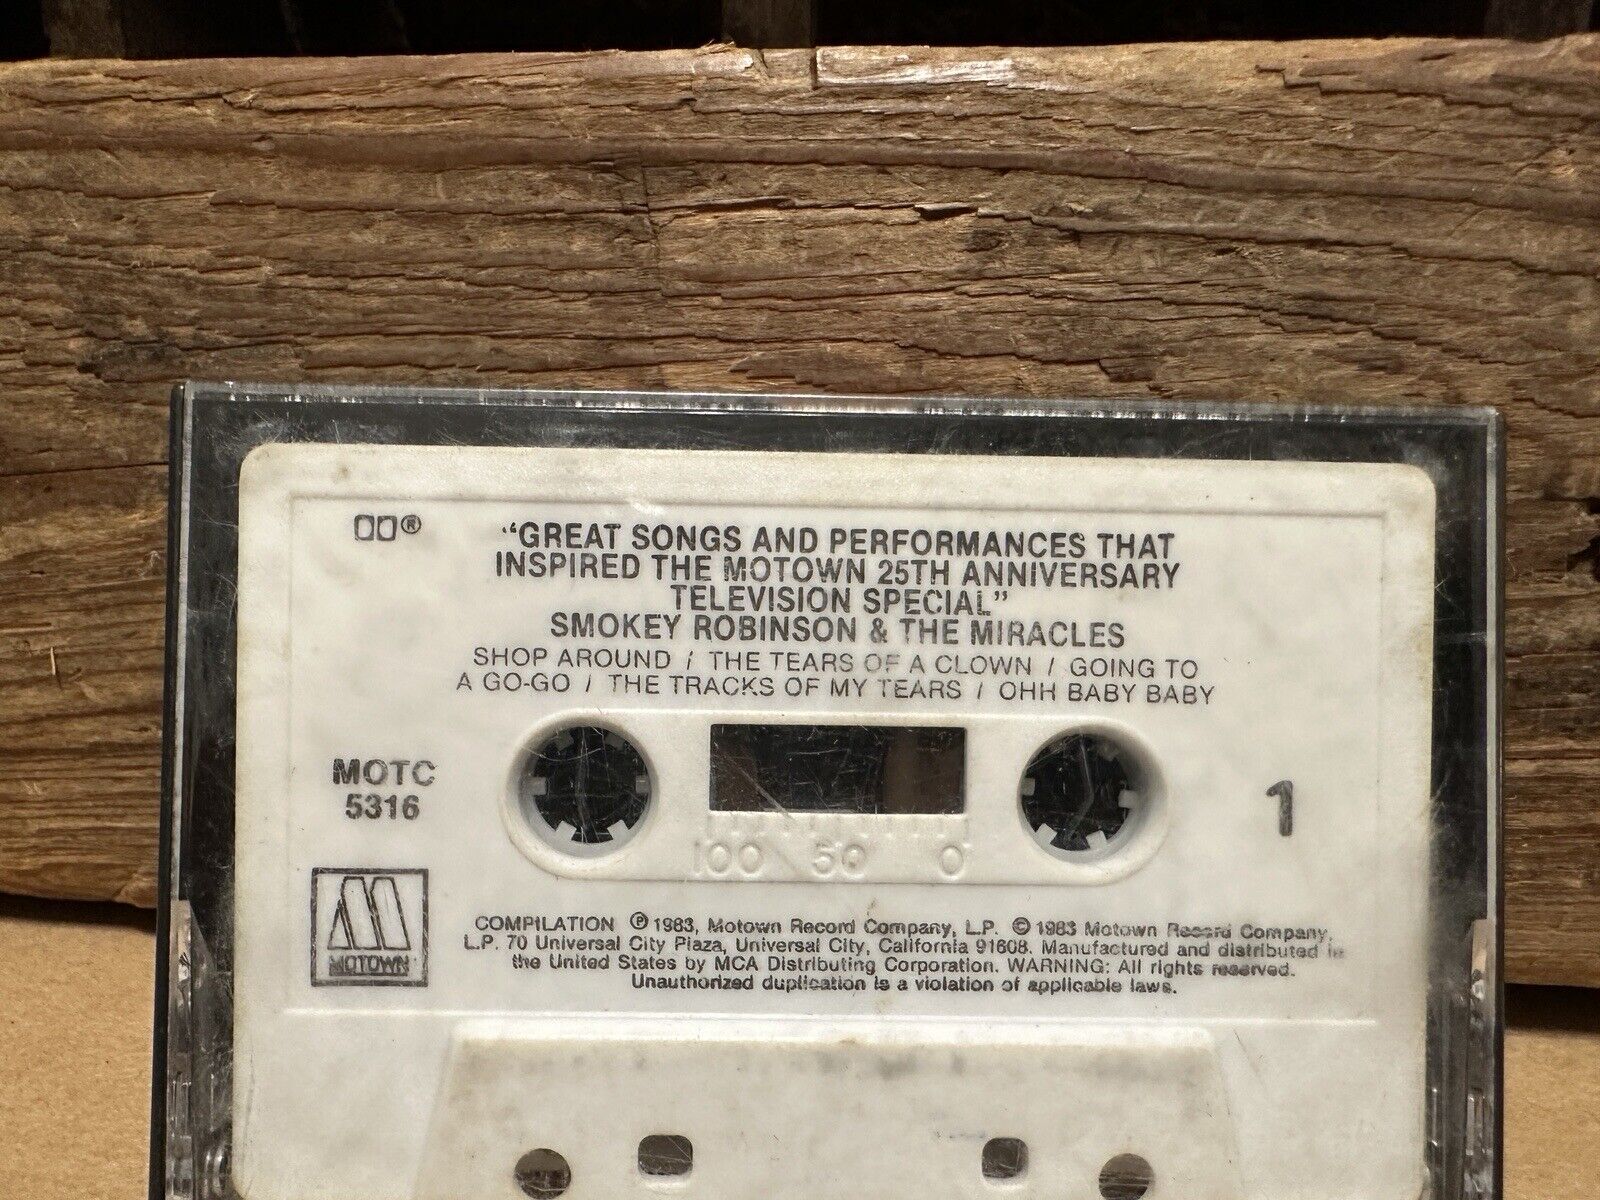 ®
"GREAT SONGS AND PERFORMANCES THAT
INSPIRED THE MOTOWN 25TH ANNIVERSARY
TELEVISION SPECIAL"
SMOKEY ROBINSON & THE MIRACLES
SHOP AROUND / THE TEARS OF A CLOWN / GOING TO
A GO-GO / THE TRACKS OF MY TEARS / OHH BABY BABY
MOTC
5316
1
100 50 0
MOTOWN
COMPILATION ℗ 1983, Motown Record Company, L.P. © 1983 Motown Record Company,
L.P. 70 Universal City Plaza, Universal City, California 91608. Manufactured and distributed in
the United States by MCA Distributing Corporation. WARNING: All rights reserved.
Unauthorized duplication is a violation of applicable laws.